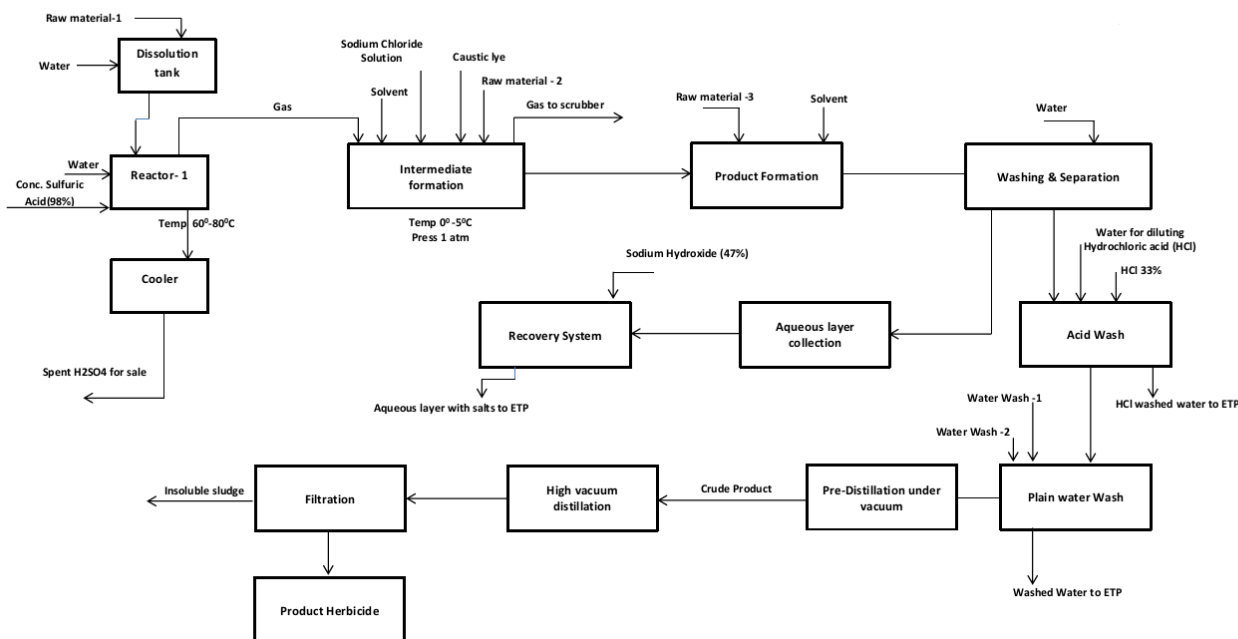 Raw material-1
Dissolution
tank
Water
Sodium Chloride
Solution
Caustic lye
Solvent
Raw material - 2
Gas
Gas to scrubber
Raw material -3
Solvent
Water
Water
Conc. Sulfuric
Acid(98%)
Reactor- 1
Temp  60⁰-80⁰C
Intermediate
formation
Temp 0⁰ -5⁰C
Press 1 atm
Product Formation
Washing & Separation
Water for diluting
Hydrochloric acid (HCl)
HCl 33%
Sodium Hydroxide (47%)
Cooler
Recovery System
Aqueous layer
collection
Acid Wash
Spent H2SO4 for sale
Aqueous layer with salts to ETP
HCl washed water to ETP
Water Wash -1
Water Wash -2
Insoluble sludge
Filtration
High vacuum
distillation
Crude Product
Pre-Distillation under
vacuum
Plain water Wash
Washed Water to ETP
Product Herbicide